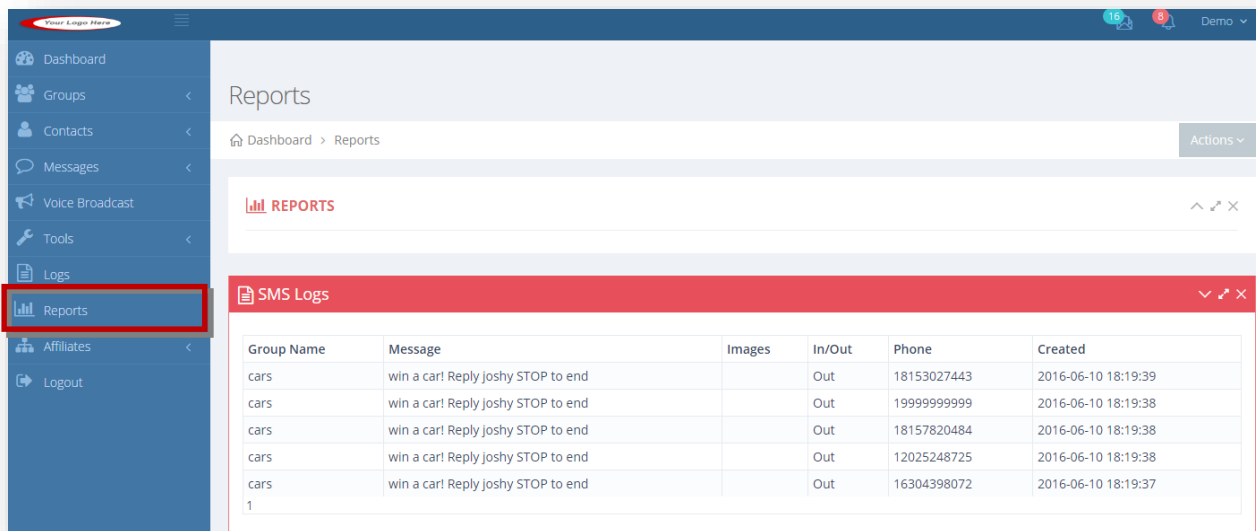 Your Logo Here
16
8
Demo
Dashboard
Groups
Contacts
Messages
Voice Broadcast
Tools
Logs
Reports
Affiliates
Logout
Reports
Dashboard > Reports
Actions
REPORTS
SMS Logs
Group Name Message Images In/Out Phone Created
cars win a car! Reply joshy STOP to end Out 18153027443 2016-06-10 18:19:39
cars win a car! Reply joshy STOP to end Out 19999999999 2016-06-10 18:19:38
cars win a car! Reply joshy STOP to end Out 18157820484 2016-06-10 18:19:38
cars win a car! Reply joshy STOP to end Out 12025248725 2016-06-10 18:19:38
cars win a car! Reply joshy STOP to end Out 16304398072 2016-06-10 18:19:37
1